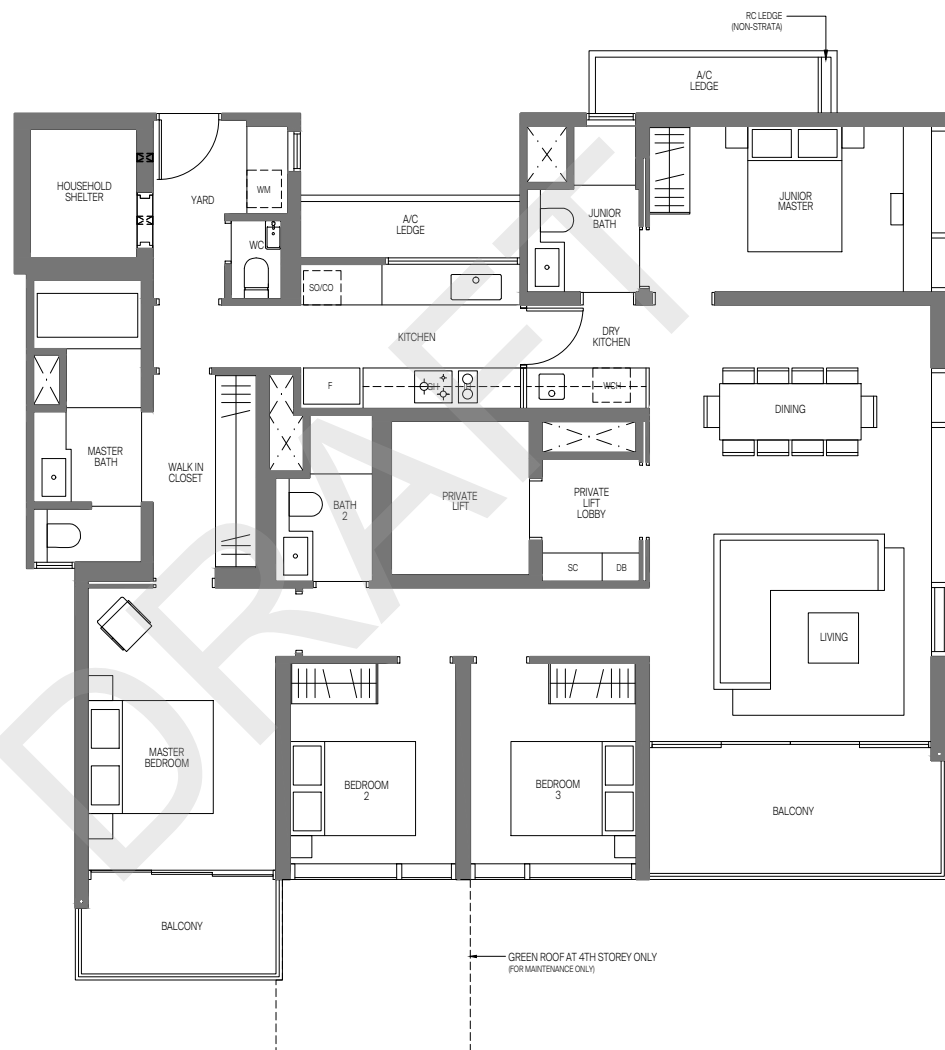 RC LEDGE
(NON-STRATA)
A/C
LEDGE
HOUSEHOLD
SHELTER
YARD
WM
WC
A/C
LEDGE
JUNIOR
BATH
JUNIOR
MASTER
SO/CO
KITCHEN
DRY
KITCHEN
F
GH
IH
WCH
DINING
MASTER
BATH
WALK IN
CLOSET
BATH
2
PRIVATE
LIFT
PRIVATE
LIFT
LOBBY
SC
DB
LIVING
MASTER
BEDROOM
BEDROOM
2
BEDROOM
3
BALCONY
BALCONY
GREEN ROOF AT 4TH STOREY ONLY
(FOR MAINTENANCE ONLY)
DRAFT